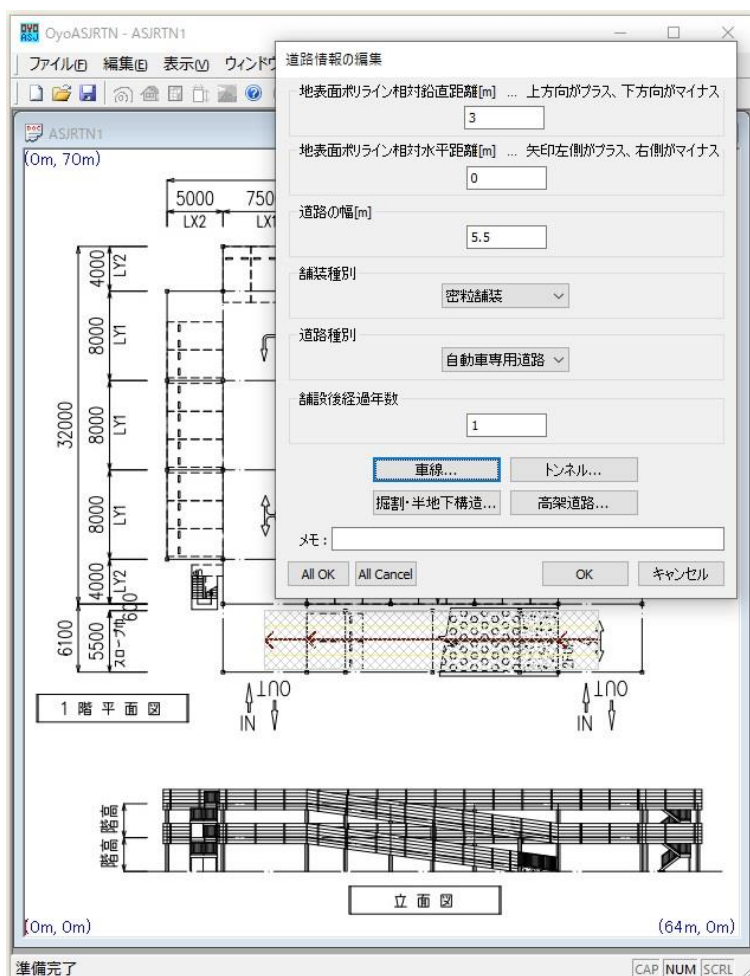 OyoASJRTN - ASJRTN1
ファイル(F) 編集(E) 表示(V) ウィンドウ
ASJRTN1
(0m, 70m)
道路情報の編集
地表面ポリライン相対鉛直距離[m] … 上方向がプラス、下方向がマイナス
3
地表面ポリライン相対水平距離[m] … 矢印左側がプラス、右側がマイナス
0
道路の幅[m]
5.5
舗装種別
密粒舗装
道路種別
自動車専用道路
舗設後経過年数
1
車線... トンネル...
掘割・半地下構造... 高架道路...
メモ:
All OK All Cancel OK キャンセル
5000 750
LX2 LX1
4000 LY2
8000 LY1
32000
8000 LY1
8000 LY1
4000 LY2
600
6100
5500
スロープ巾
1階平面図
IN OUT
IN OUT
階高
階高
立面図
(0m, 0m) (64m, 0m)
準備完了 CAP NUM SCRL